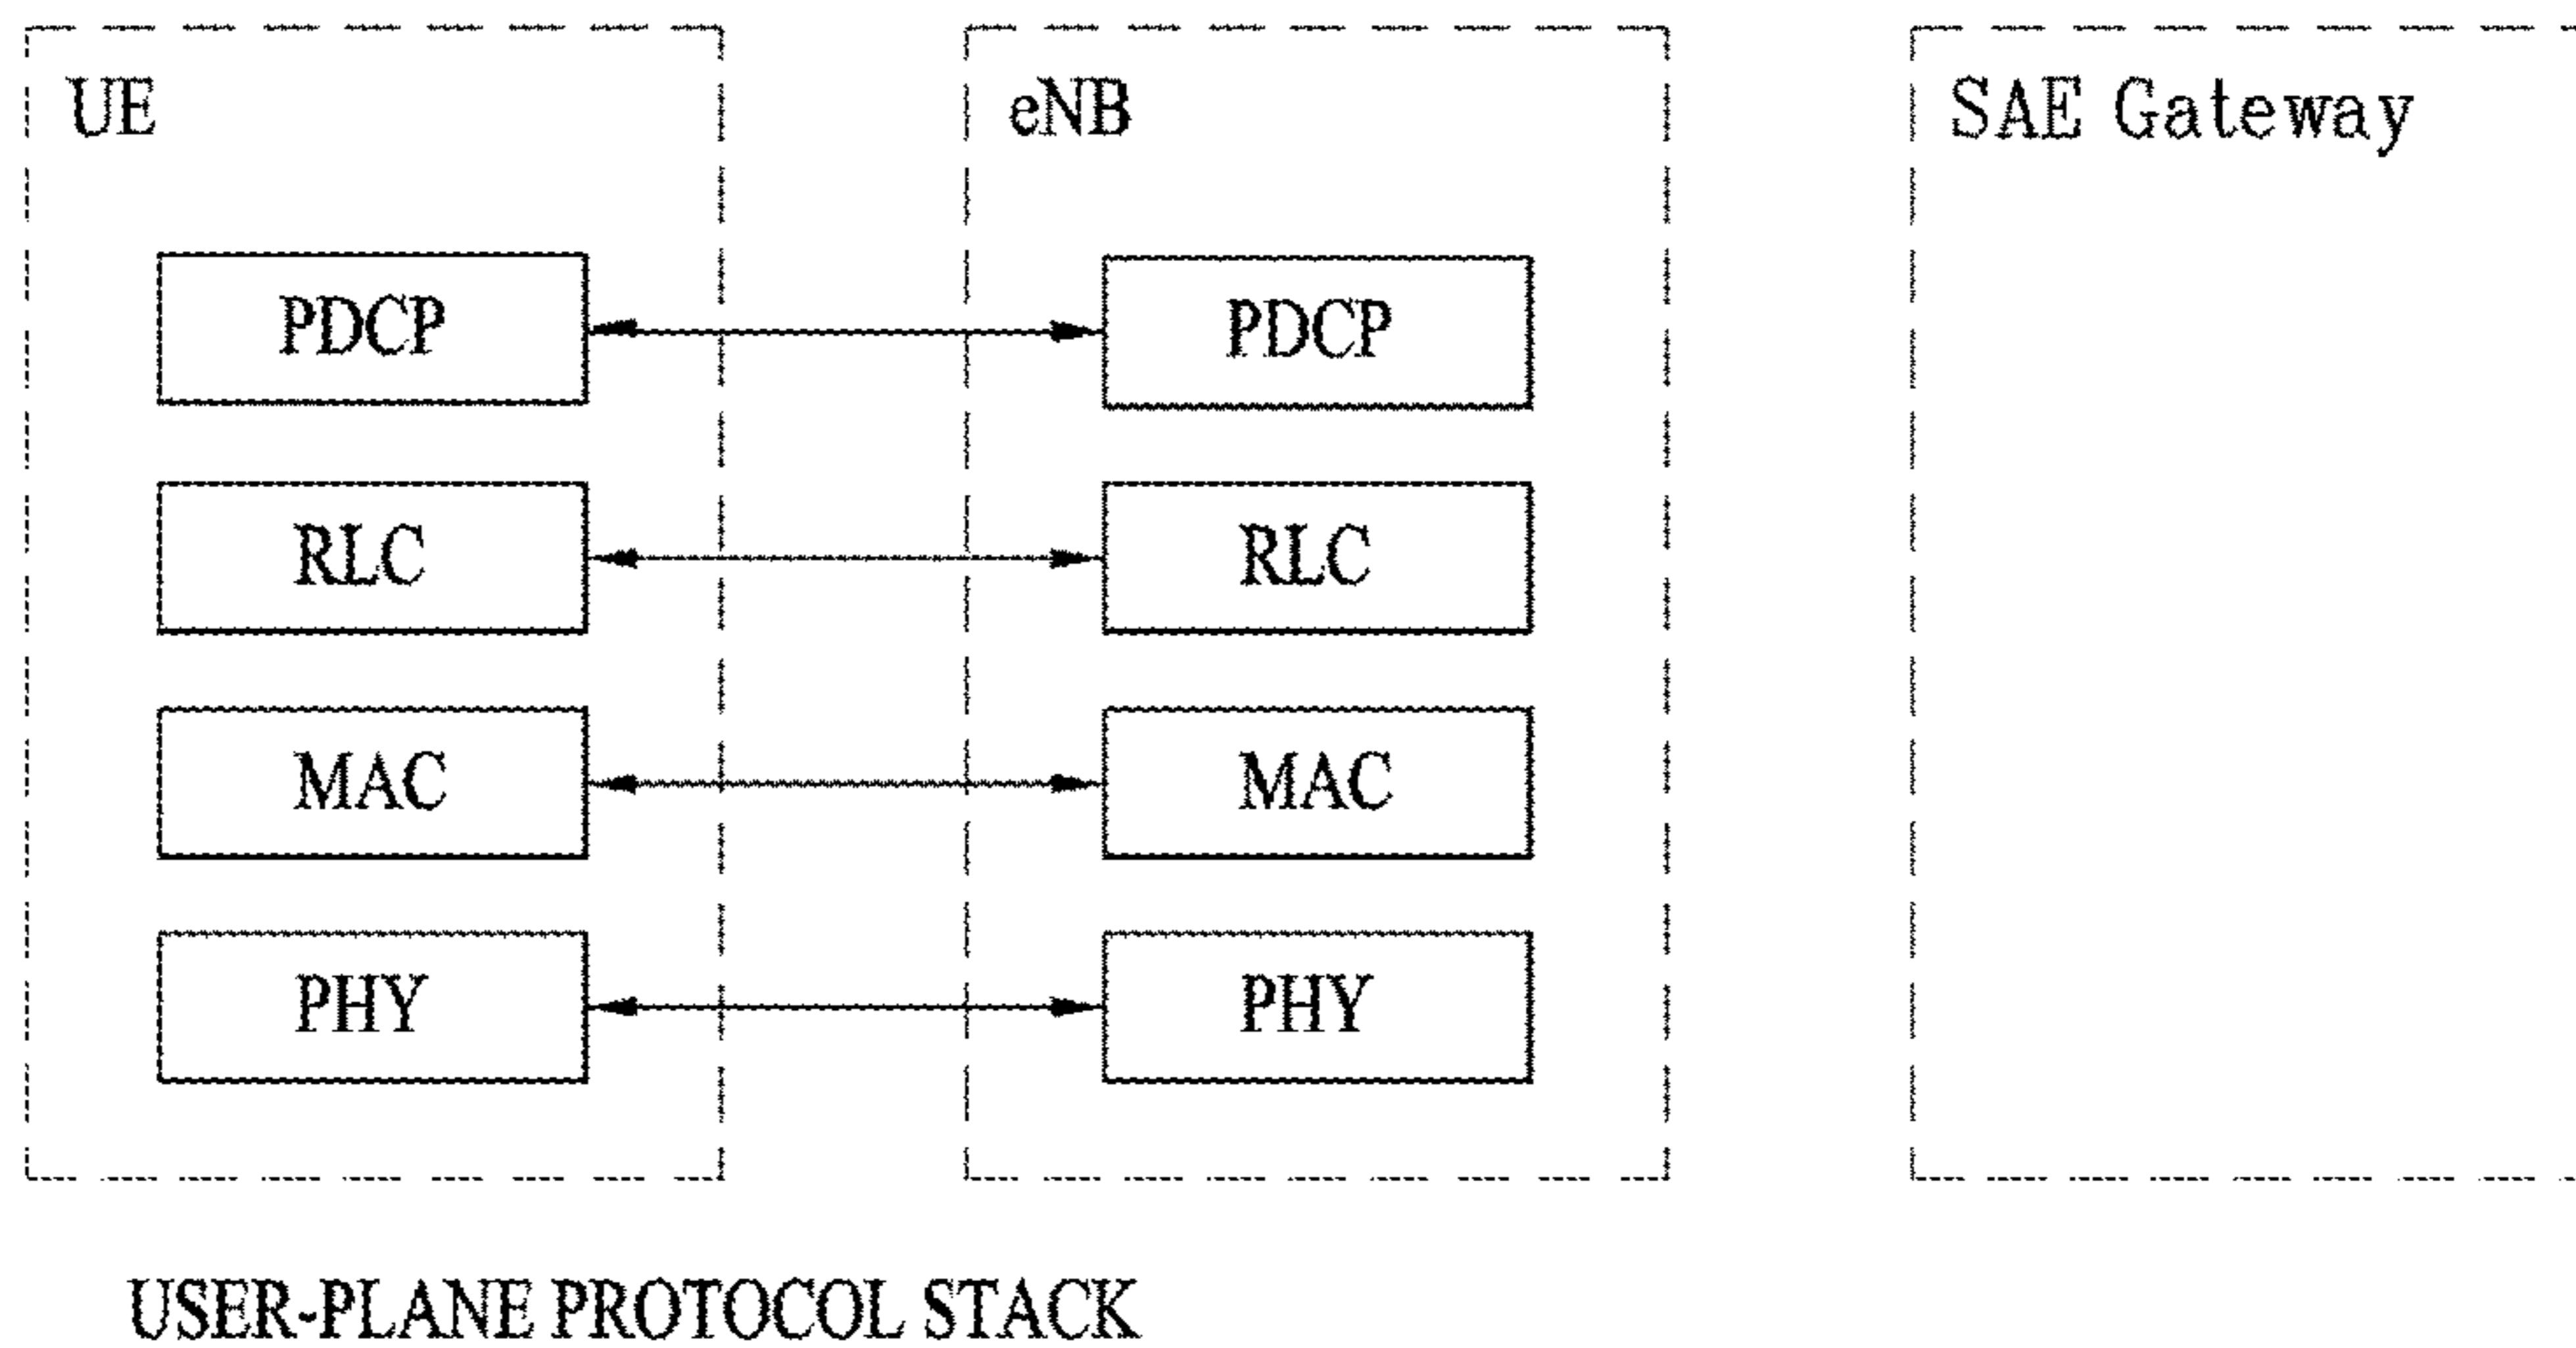 UE
eNB
SAE Gateway
PDCP
PDCP
RLC
RLC
MAC
MAC
PHY
PHY
USER-PLANE PROTOCOL STACK